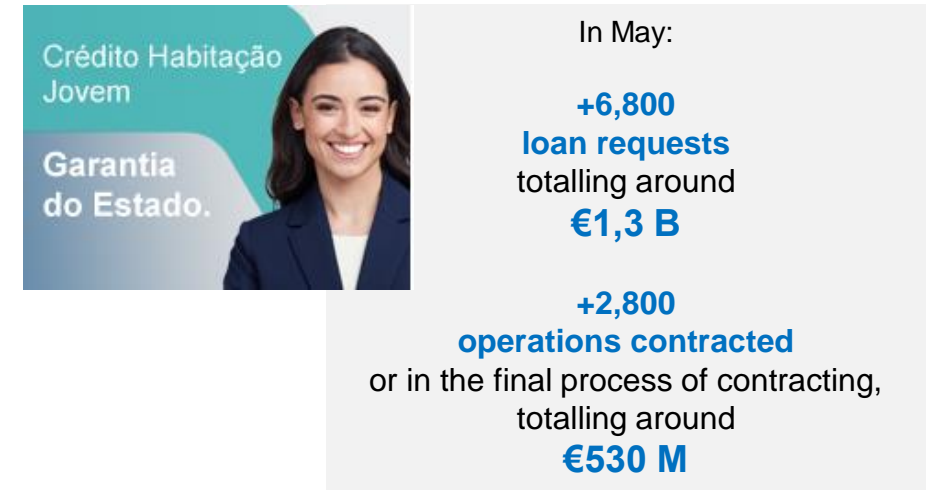 Crédito Habitação
Jovem
Garantia
do Estado.
In May:
+6,800
loan requests
totalling around
€1,3 B
+2,800
operations contracted
or in the final process of contracting,
totalling around
€530 M